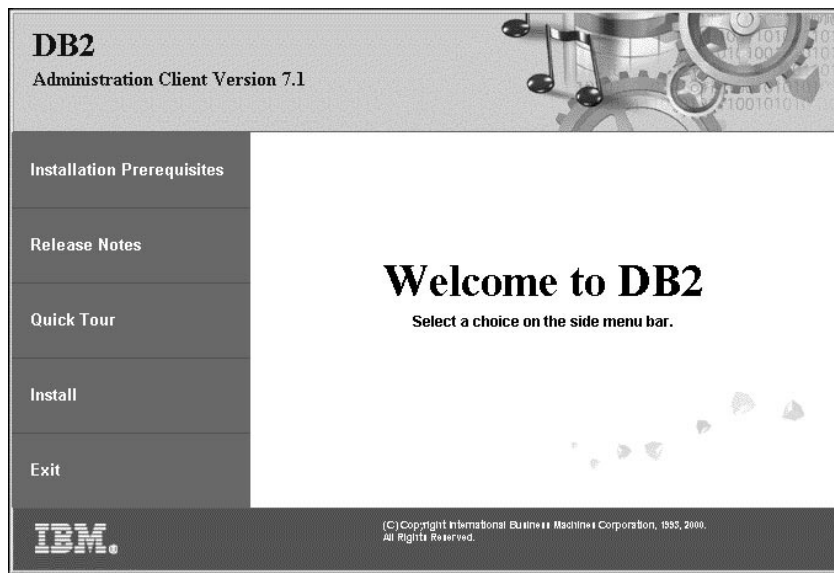 DB2
Administration Client Version 7.1
Installation Prerequisites
Release Notes
Quick Tour
Install
Exit
Welcome to DB2
Select a choice on the side menu bar.
IBM®
(C) Copyright International Business Machines Corporation, 1993, 2000.
All Rights Reserved.